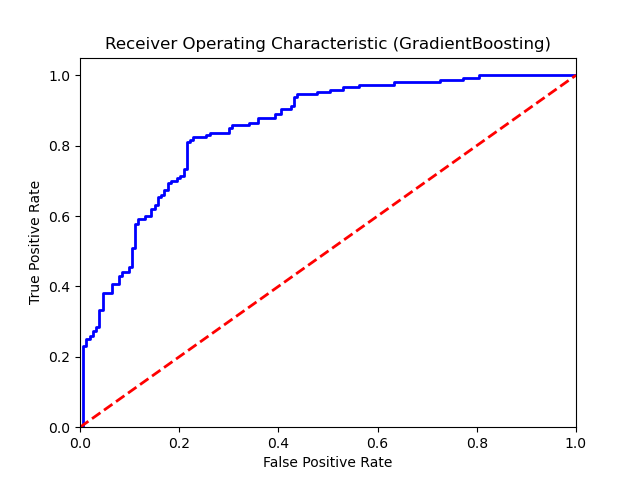 Receiver Operating Characteristic (GradientBoosting)
1.0
0.8
0.6
0.4
0.2
0.0
True Positive Rate
0.0 0.2 0.4 0.6 0.8 1.0
False Positive Rate